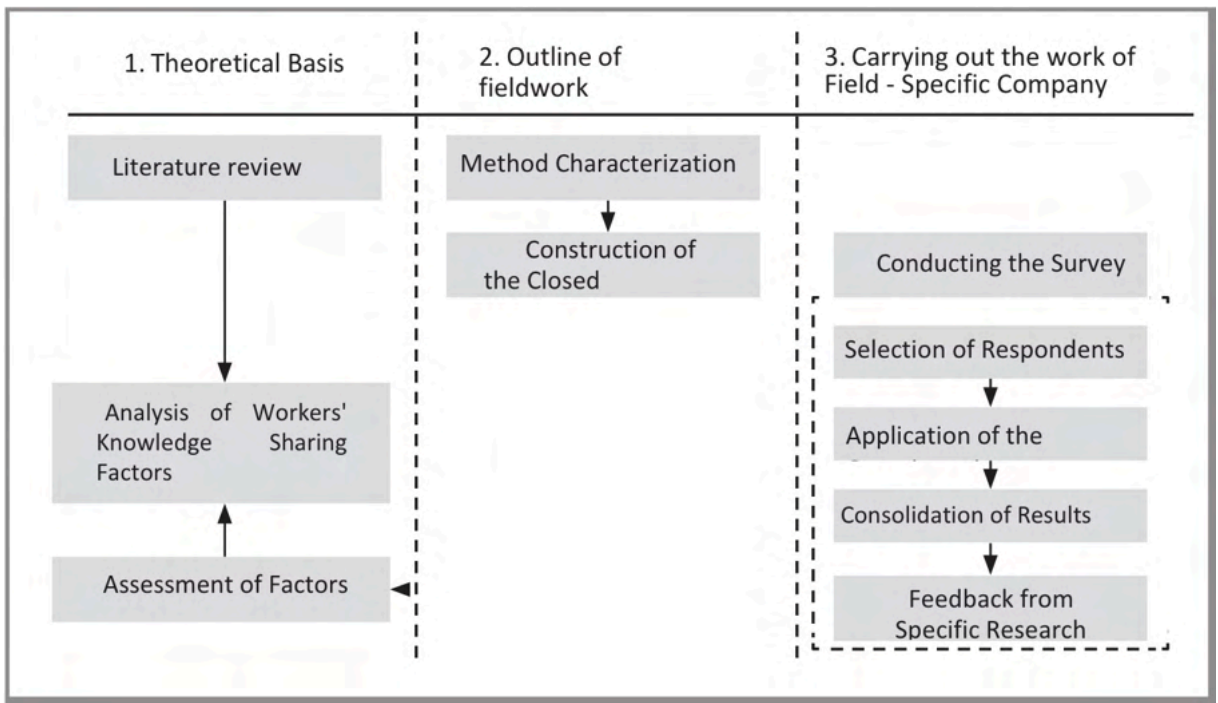 1. Theoretical Basis
2. Outline of
fieldwork
3. Carrying out the work of
Field - Specific Company
Literature review
Analysis of Workers'
Knowledge Sharing
Factors
Assessment of Factors
Method Characterization
Construction of
the Closed
Conducting the Survey
Selection of Respondents
Application of the
Consolidation of Results
Feedback from
Specific Research